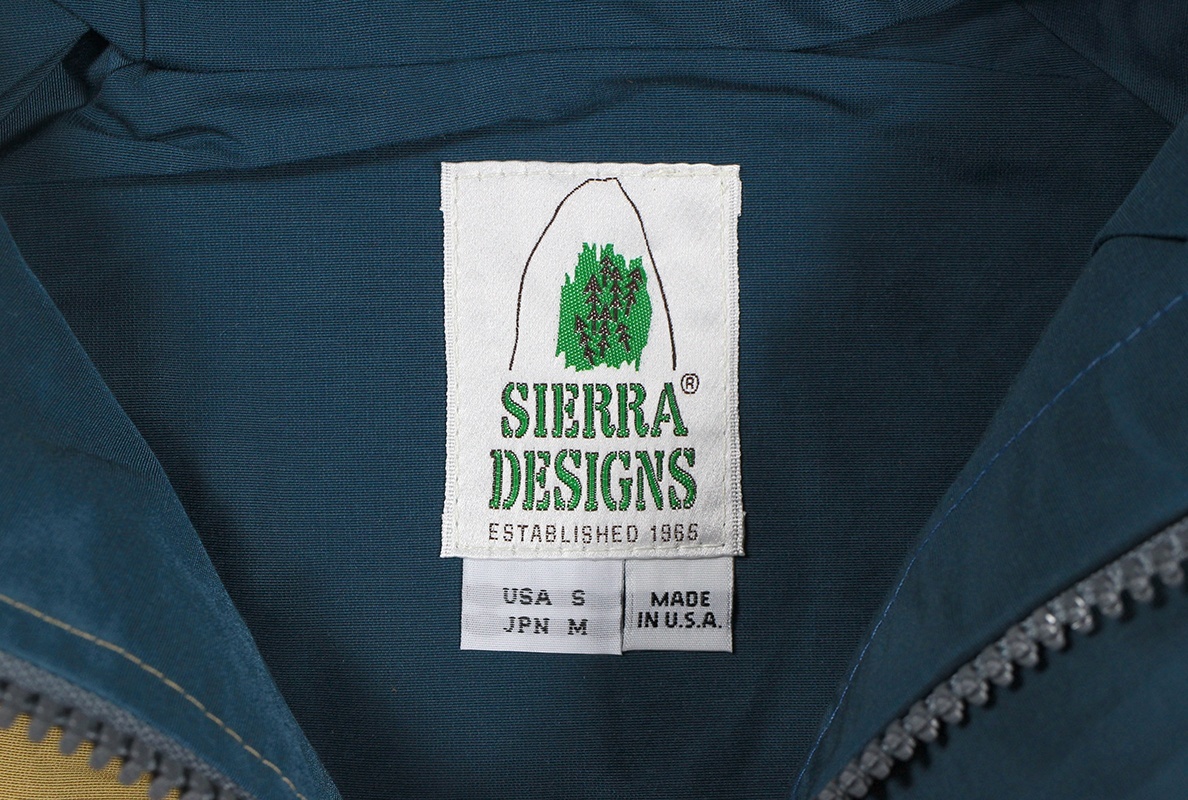 SIERRA®
DESIGNS
ESTABLISHED 1965
USA S
JPN M
MADE
IN U.S.A.